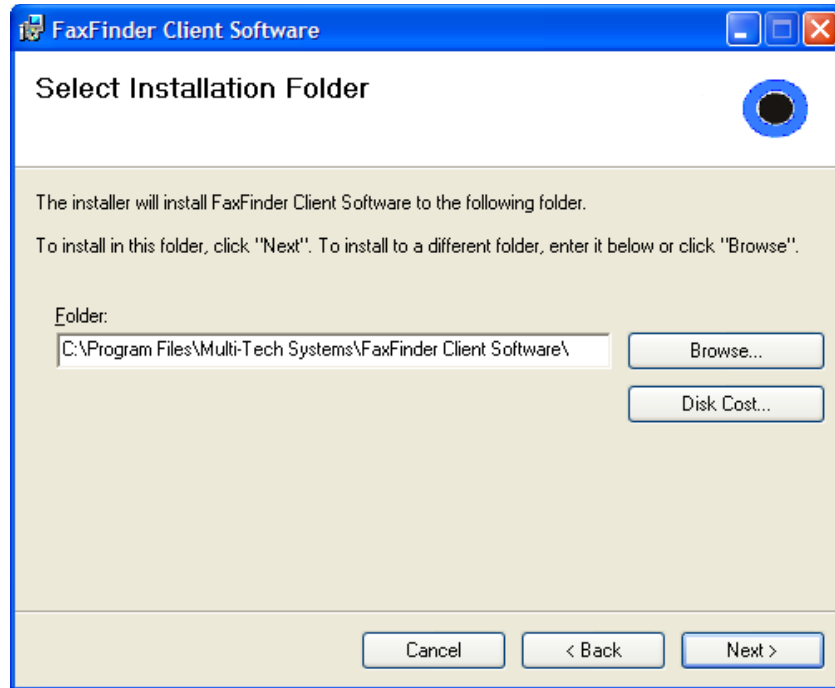 FaxFinder Client Software
Select Installation Folder
The installer will install FaxFinder Client Software to the following folder.
To install in this folder, click "Next". To install to a different folder, enter it below or click "Browse".
Folder:
C:\Program Files\Multi-Tech Systems\FaxFinder Client Software\
Browse...
Disk Cost...
Cancel
< Back
Next >